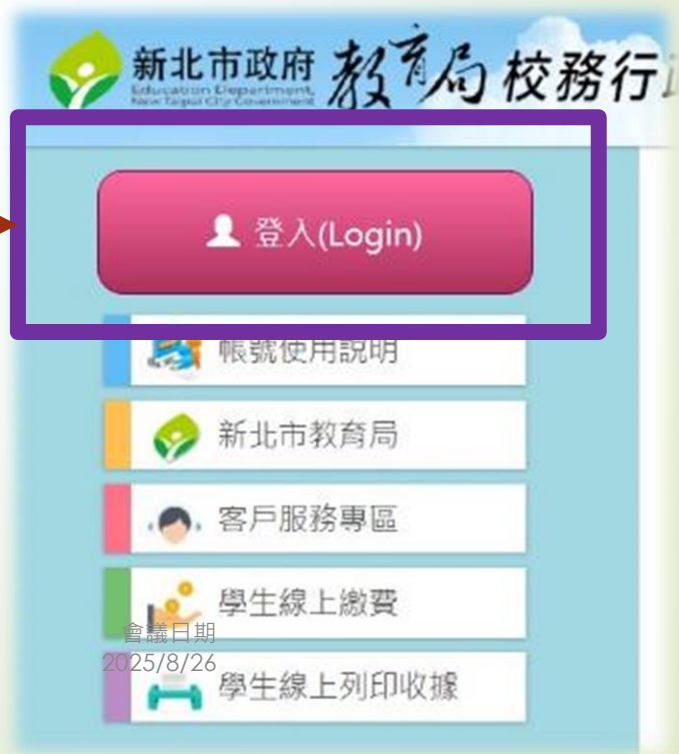 新北市政府 教育局 校務行
Education Department,
New Taipei City Government
登入(Login)
帳號使用說明
新北市教育局
客戶服務專區
學生線上繳費
會議日期
2025/8/26
學生線上列印收據